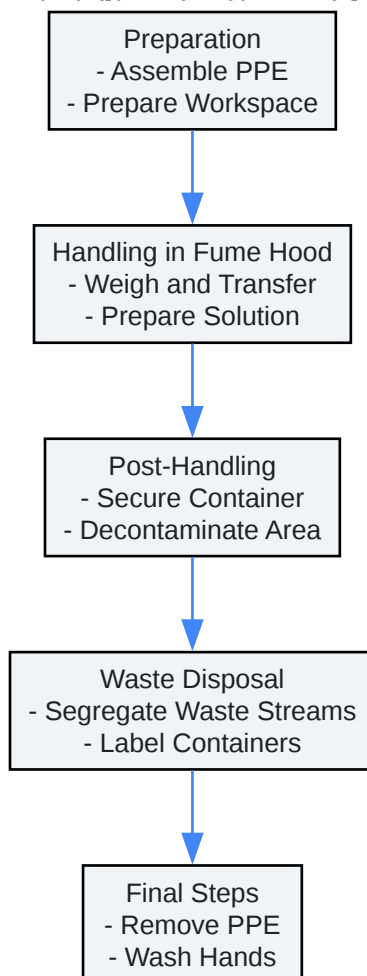 Preparation
- Assemble PPE
- Prepare Workspace
Handling in Fume Hood
- Weigh and Transfer
- Prepare Solution
Post-Handling
- Secure Container
- Decontaminate Area
Waste Disposal
- Segregate Waste Streams
- Label Containers
Final Steps
- Remove PPE
- Wash Hands